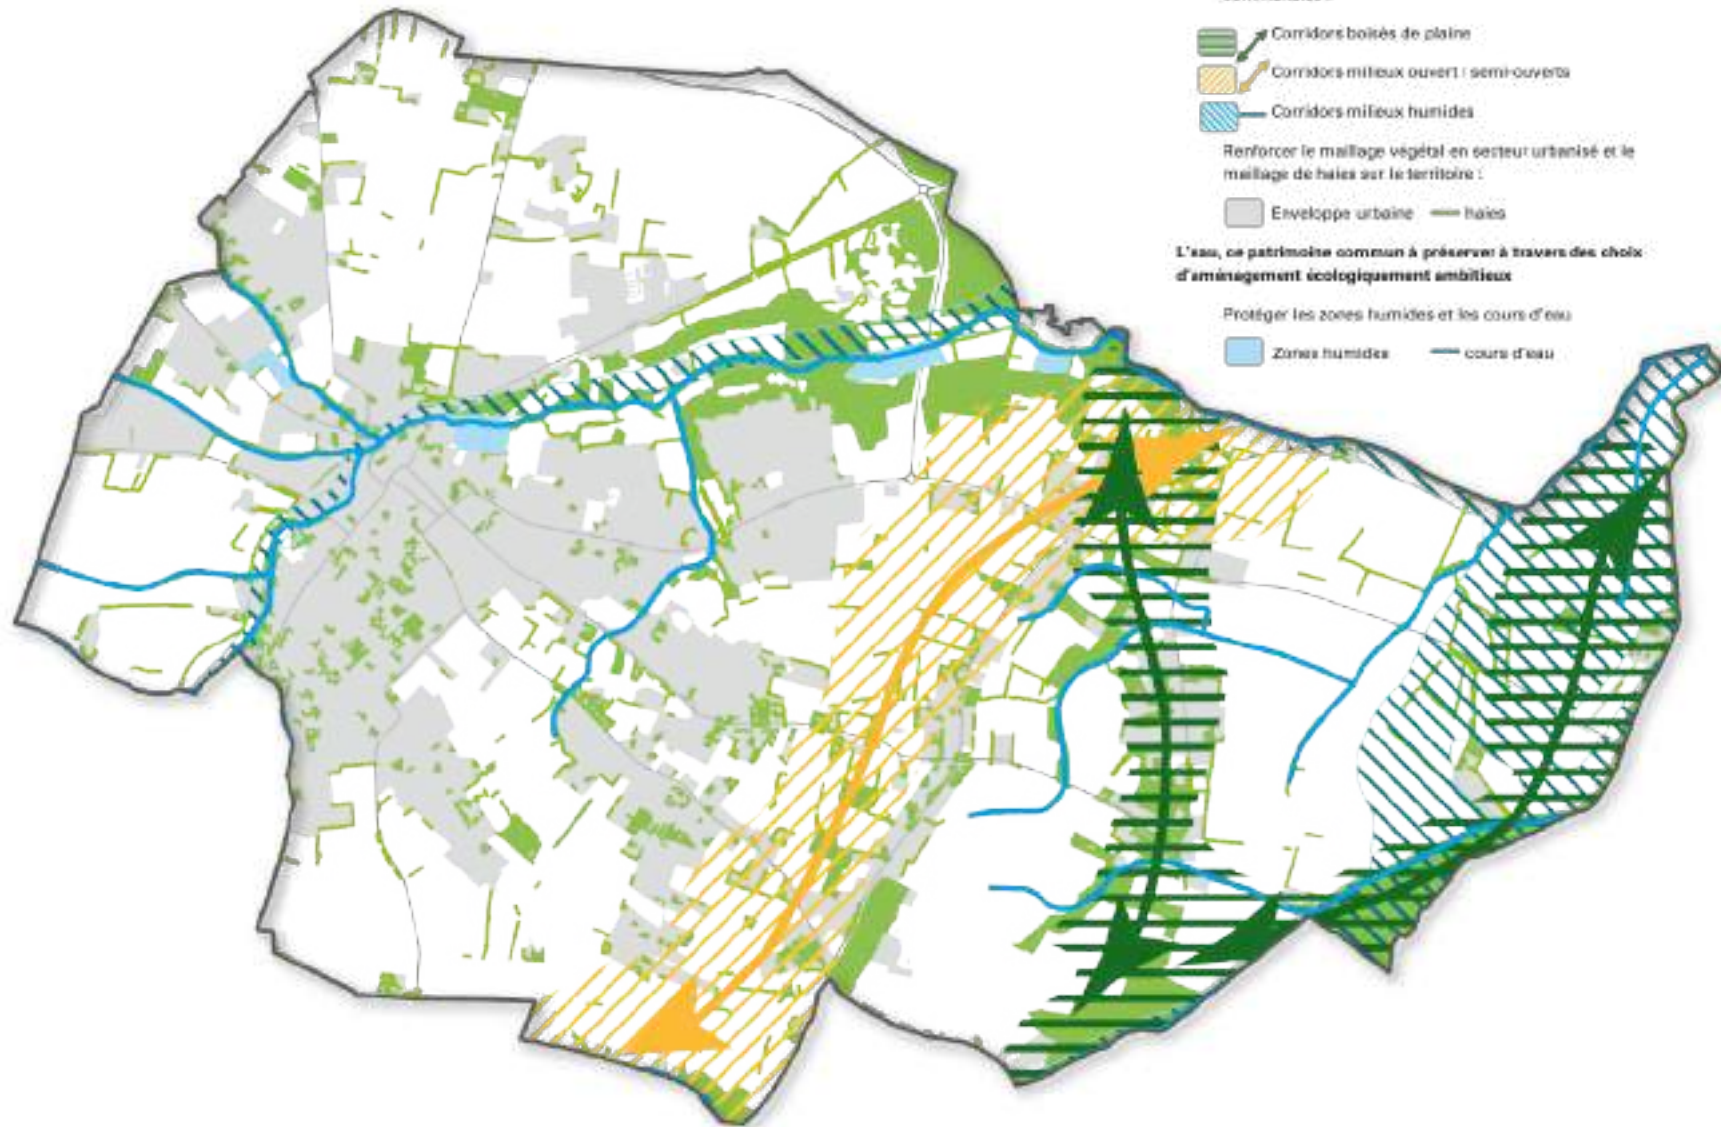 Corridors boisés de plaine
Corridors milieux ouvert / semi-ouverts
Corridors milieux humides
Renforcer le maillage végétal en secteur urbanisé et le
maillage de haies sur le territoire :
Enveloppe urbaine haies
L'eau, ce patrimoine commun à préserver à travers des choix
d'aménagement écologiquement ambitieux
Protéger les zones humides et les cours d'eau
Zones humides cours d'eau